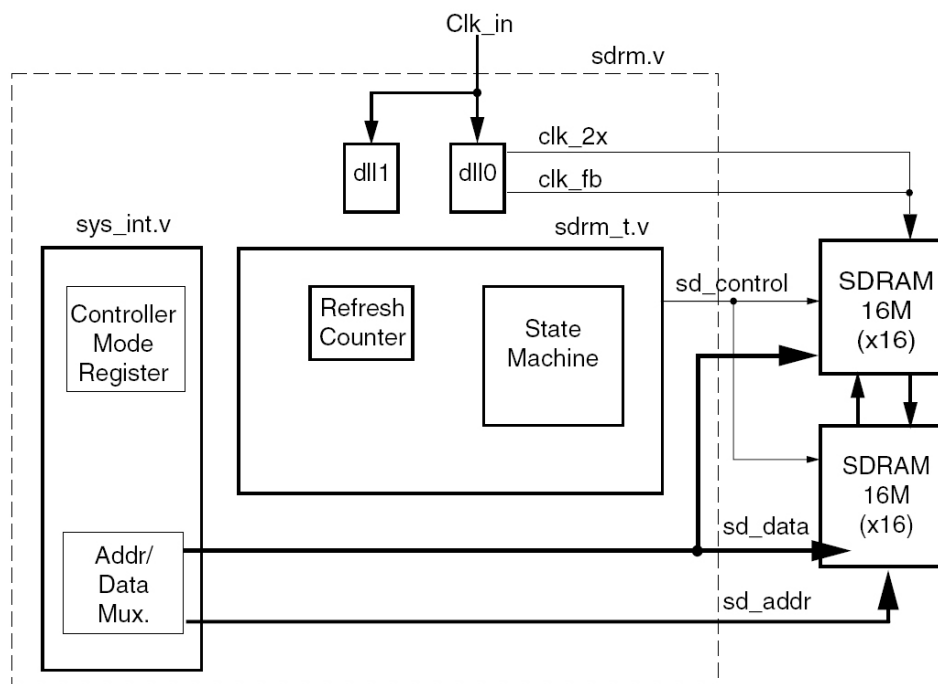 Clk_in
sdrm.v
dll1
dll0
clk_2x
clk_fb
sys_int.v
sdrm_t.v
Controller
Mode
Register
Refresh
Counter
State
Machine
sd_control
SDRAM
16M
(x16)
SDRAM
16M
(x16)
Addr/
Data
Mux.
sd_data
sd_addr